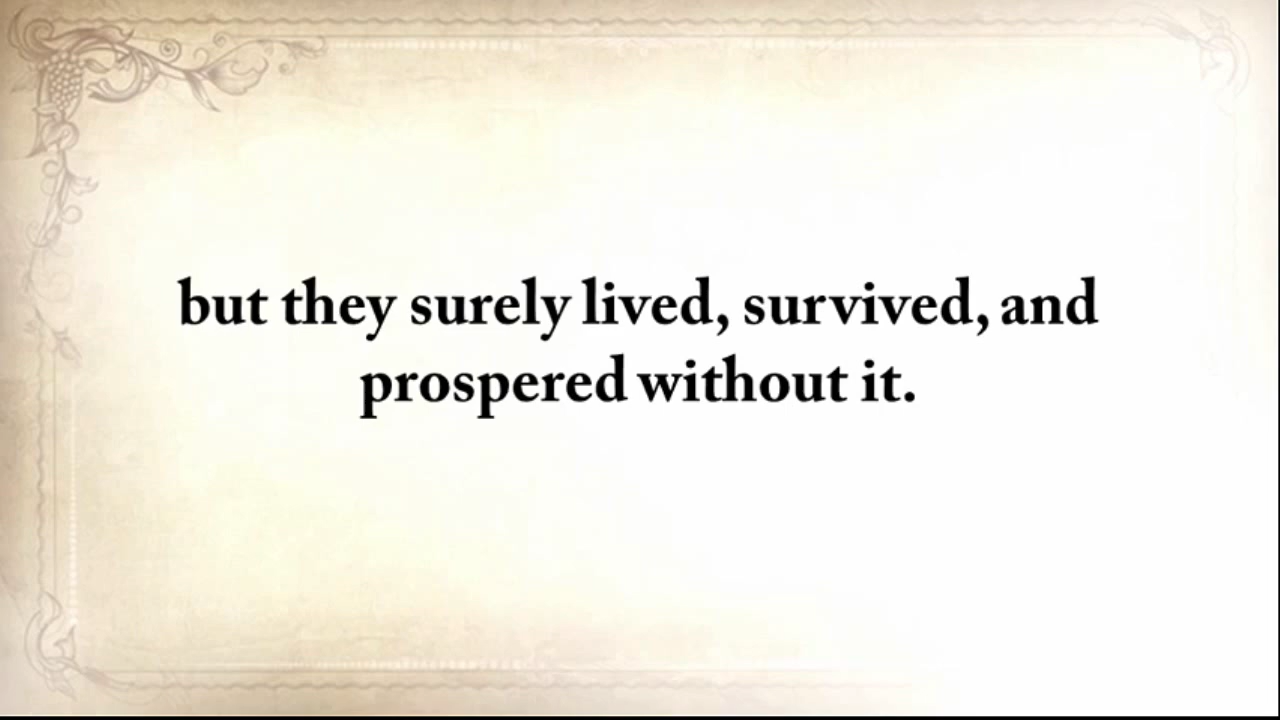 but they surely lived, survived, and
prospered without it.